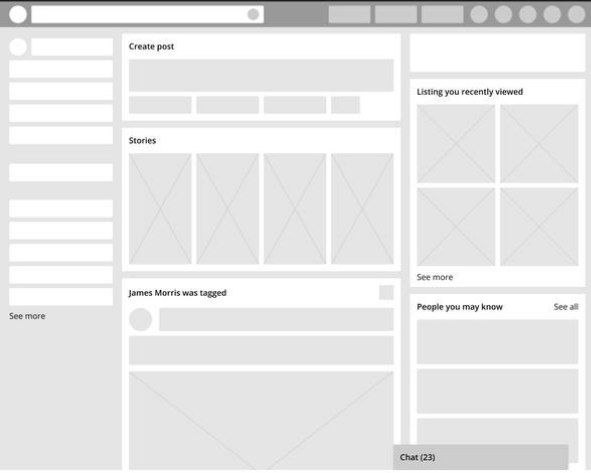 Create post
Stories
James Morris was tagged
See more
Listing you recently viewed
See more
People you may know
See all
Chat (23)